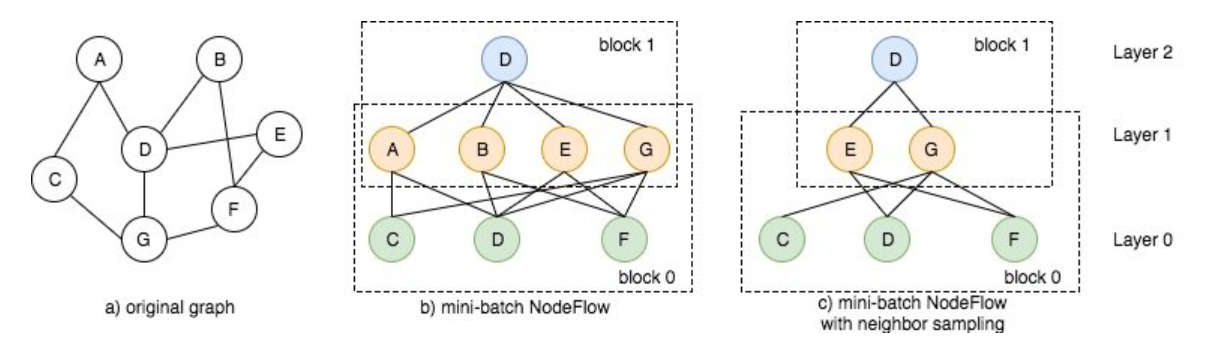 A
B
D
E
C
F
G
a) original graph
block 1
D
A B E G
C D F
block 0
b) mini-batch NodeFlow
block 1
D
E G
C D F
block 0
c) mini-batch NodeFlow
with neighbor sampling
Layer 2
Layer 1
Layer 0